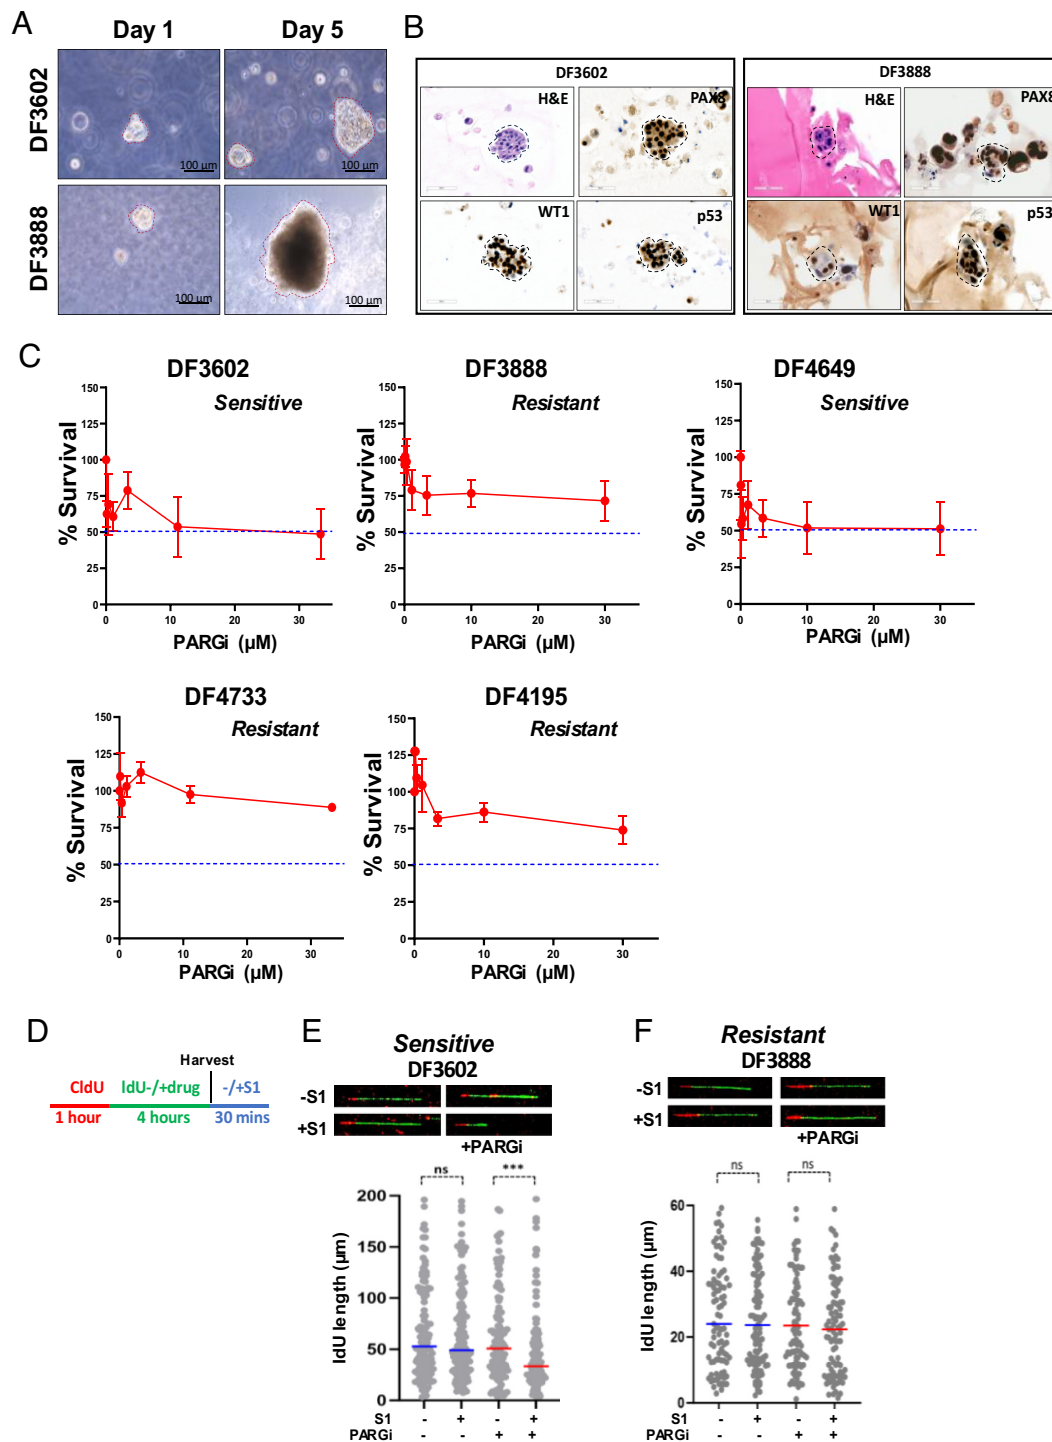 A
Day 1
Day 5
DF3602
100 µm
100 µm
DF3888
100 µm
100 µm
B
DF3602
H&E
PAX8
WT1
p53
DF3888
H&E
PAX8
WT1
p53
C
DF3602
Sensitive
% Survival
150
125
100
75
50
25
0
0
10
20
30
PARGi (µM)
DF3888
Resistant
% Survival
150
125
100
75
50
25
0
0
10
20
30
PARGi (µM)
DF4649
Sensitive
% Survival
150
125
100
75
50
25
0
0
10
20
30
PARGi (µM)
DF4733
Resistant
% Survival
150
125
100
75
50
25
0
0
10
20
30
PARGi (µM)
DF4195
Resistant
% Survival
150
125
100
75
50
25
0
0
10
20
30
PARGi (µM)
D
Harvest
CldU
IdU-/+drug
-/+S1
1 hour
4 hours
30 mins
E
Sensitive
DF3602
-S1
+S1
+PARGi
ns
***
IdU length (µm)
200
150
100
50
0
S1 - + - +
PARGi - - + +
F
Resistant
DF3888
-S1
+S1
+PARGi
ns
ns
IdU length (µm)
60
40
20
0
S1 - + - +
PARGi - - + +